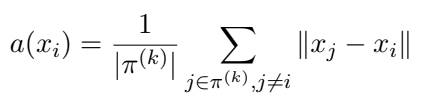 a(x_i) = \frac{1}{|\pi^{(k)}|} \sum_{j \in \pi^{(k)}, j \neq i} \|x_j - x_i\|